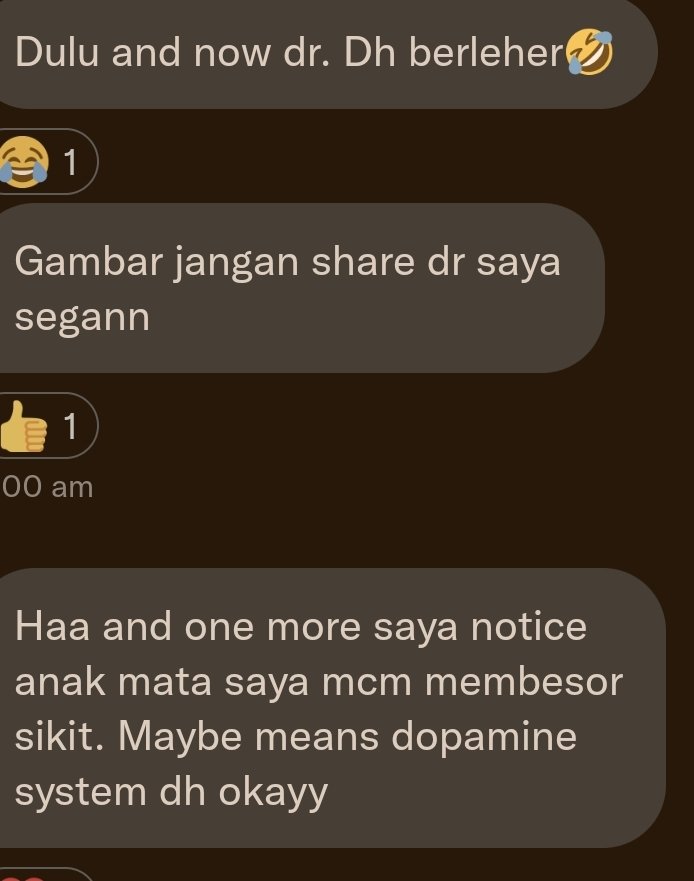 Dulu and now dr. Dh berleher🤣
😂 1
Gambar jangan share dr saya
segann
👍 1
00 am
Haa and one more saya notice
anak mata saya mcm membesor
sikit. Maybe means dopamine
system dh okayy